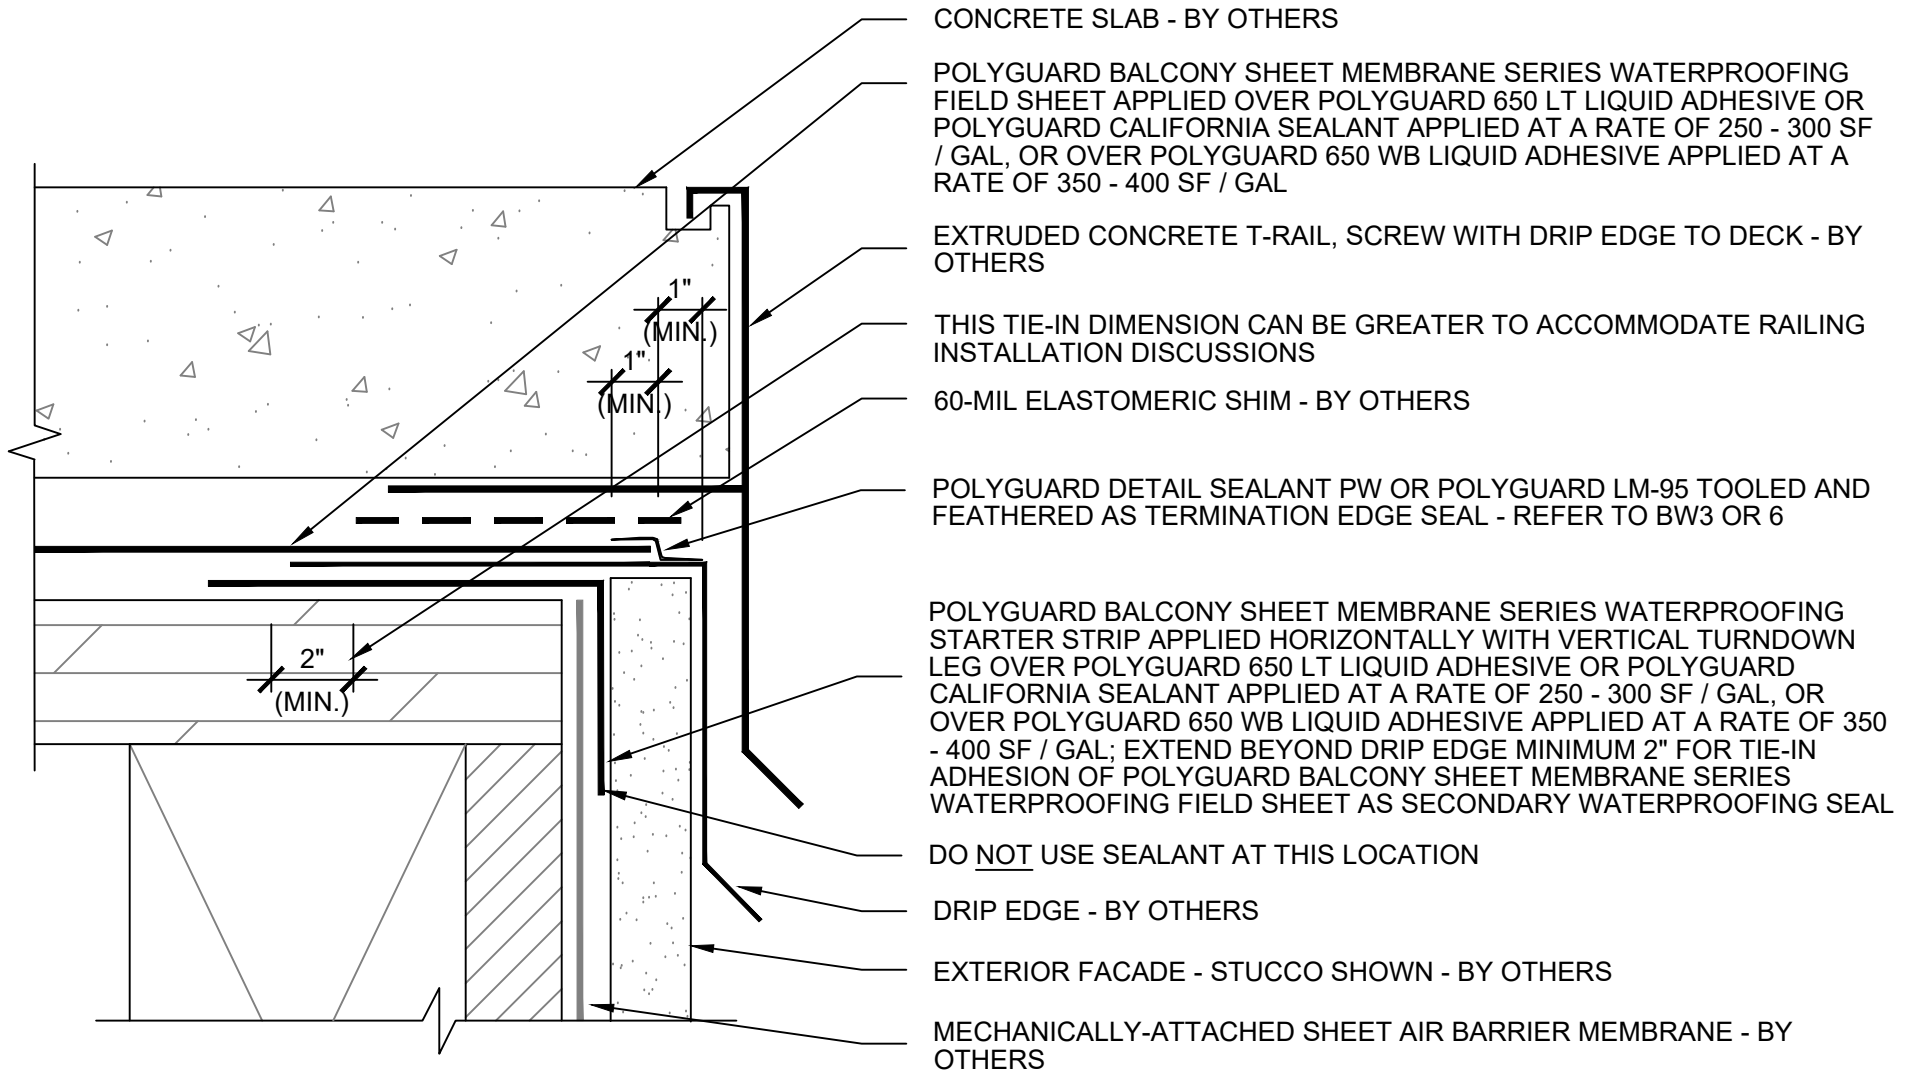 CONCRETE SLAB - BY OTHERS
POLYGUARD BALCONY SHEET MEMBRANE SERIES WATERPROOFING
FIELD SHEET APPLIED OVER POLYGUARD 650 LT LIQUID ADHESIVE OR
POLYGUARD CALIFORNIA SEALANT APPLIED AT A RATE OF 250 - 300 SF
/ GAL, OR OVER POLYGUARD 650 WB LIQUID ADHESIVE APPLIED AT A
RATE OF 350 - 400 SF / GAL
EXTRUDED CONCRETE T-RAIL, SCREW WITH DRIP EDGE TO DECK - BY
OTHERS
1"
(MIN.)
THIS TIE-IN DIMENSION CAN BE GREATER TO ACCOMMODATE RAILING
INSTALLATION DISCUSSIONS
1"
(MIN.)
60-MIL ELASTOMERIC SHIM - BY OTHERS
POLYGUARD DETAIL SEALANT PW OR POLYGUARD LM-95 TOOLED AND
FEATHERED AS TERMINATION EDGE SEAL - REFER TO BW3 OR 6
POLYGUARD BALCONY SHEET MEMBRANE SERIES WATERPROOFING
STARTER STRIP APPLIED HORIZONTALLY WITH VERTICAL TURNDOWN
LEG OVER POLYGUARD 650 LT LIQUID ADHESIVE OR POLYGUARD
CALIFORNIA SEALANT APPLIED AT A RATE OF 250 - 300 SF / GAL, OR
OVER POLYGUARD 650 WB LIQUID ADHESIVE APPLIED AT A RATE OF 350
- 400 SF / GAL; EXTEND BEYOND DRIP EDGE MINIMUM 2" FOR TIE-IN
ADHESION OF POLYGUARD BALCONY SHEET MEMBRANE SERIES
WATERPROOFING FIELD SHEET AS SECONDARY WATERPROOFING SEAL
2"
(MIN.)
DO NOT USE SEALANT AT THIS LOCATION
DRIP EDGE - BY OTHERS
EXTERIOR FACADE - STUCCO SHOWN - BY OTHERS
MECHANICALLY-ATTACHED SHEET AIR BARRIER MEMBRANE - BY
OTHERS